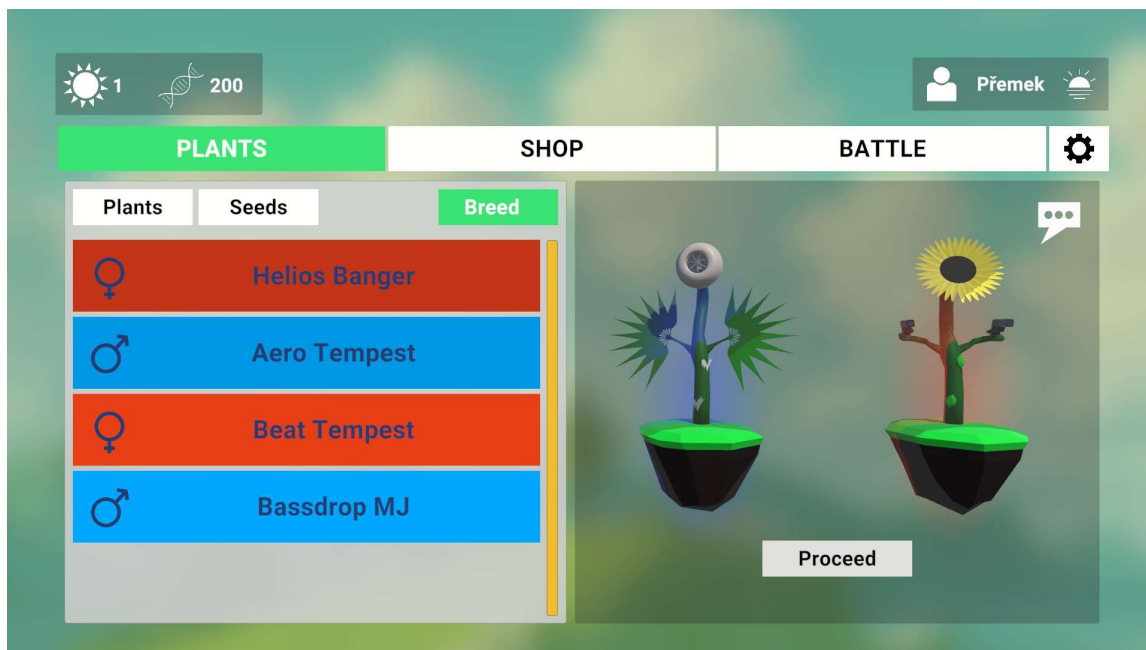 1 200
Přemek
PLANTS SHOP BATTLE
Plants Seeds Breed
Helios Banger
Aero Tempest
Beat Tempest
Bassdrop MJ
Proceed